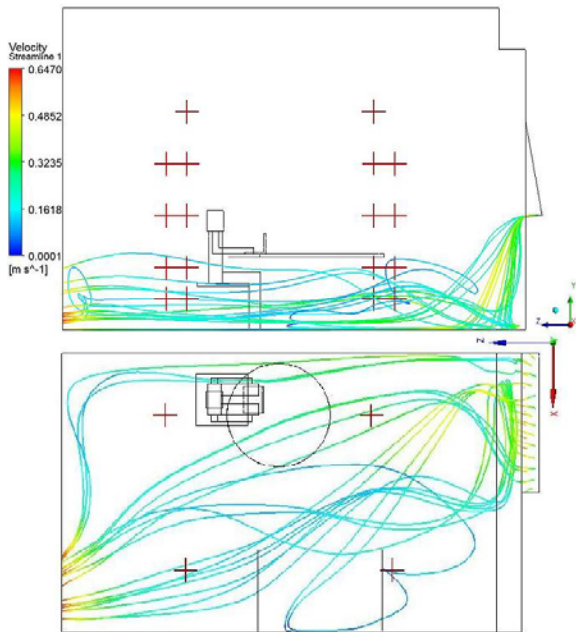 Velocity
Streamline 1
0.6470
0.4852
0.3235
0.1618
0.0001
[m s^-1]
Y
Z
X
Z
X